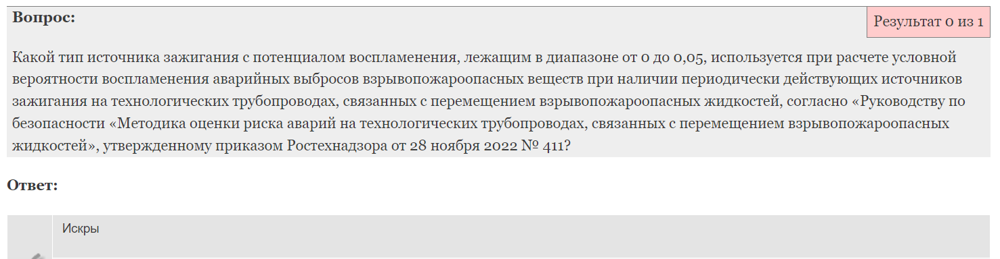 Вопрос:
Результат 0 из 1
Какой тип источника зажигания с потенциалом воспламенения, лежащим в диапазоне от 0 до 0,05, используется при расчете условной
вероятности воспламенения аварийных выбросов взрывопожароопасных веществ при наличии периодически действующих источников
зажигания на технологических трубопроводах, связанных с перемещением взрывопожароопасных жидкостей, согласно «Руководству по
безопасности «Методика оценки риска аварий на технологических трубопроводах, связанных с перемещением взрывопожароопасных
жидкостей», утвержденному приказом Ростехнадзора от 28 ноября 2022 № 411?
Ответ:
Искры